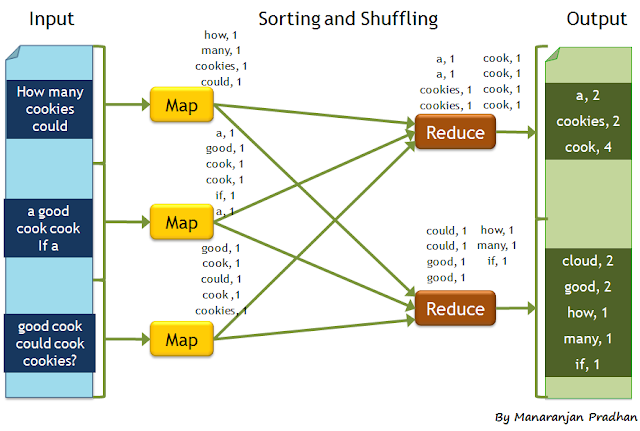 Input
Sorting and Shuffling
Output
How many
cookies
could
a good
cook cook
If a
good cook
could cook
cookies?
Map
Map
Map
how, 1
many, 1
cookies, 1
could, 1
a, 1
good, 1
cook, 1
cook, 1
if, 1
a, 1
good, 1
cook, 1
could, 1
cook ,1
cookies, 1
a, 1
a, 1
cookies, 1
cookies, 1
cook, 1
cook, 1
cook, 1
cook, 1
Reduce
could, 1
could, 1
good, 1
good, 1
how, 1
many, 1
if, 1
Reduce
a, 2
cookies, 2
cook, 4
cloud, 2
good, 2
how, 1
many, 1
if, 1
By Manaranjan Pradhan